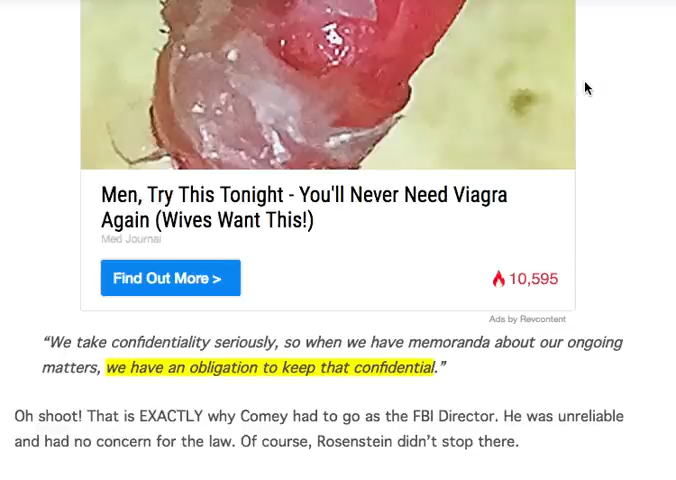 Men, Try This Tonight - You'll Never Need Viagra
Again (Wives Want This!)
Med Journal
Find Out More >
10,595
Ads by Revcontent
“We take confidentiality seriously, so when we have memoranda about our ongoing
matters, we have an obligation to keep that confidential.”
Oh shoot! That is EXACTLY why Comey had to go as the FBI Director. He was unreliable
and had no concern for the law. Of course, Rosenstein didn’t stop there.